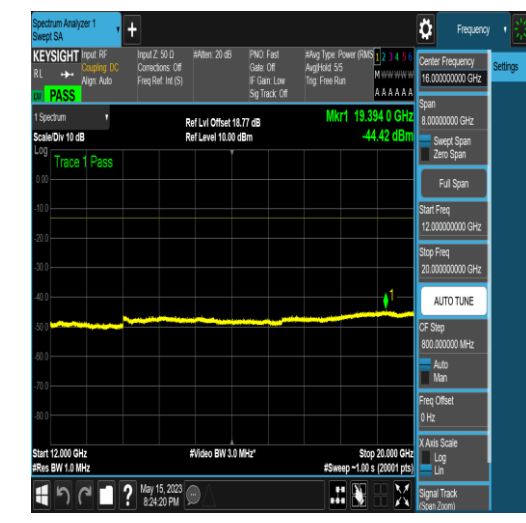 Spectrum Analyzer 1
Swept SA
Frequency
KEYSIGHT Input: RF
RL Coupling: DC
Align: Auto
PASS
Input Z: 50 Ω
Corrections: Off
Freq Ref: Int (S)
#Atten: 20 dB
PNO: Fast
Gate: Off
IF Gain: Low
Sig Track: Off
#Avg Type: Power (RMS
Avg|Hold: 5/5
Trig: Free Run
1 2 3 4 5 6
M W W W W W
A A A A A A
1 Spectrum
Scale/Div 10 dB
Ref Lvl Offset 18.77 dB
Ref Level 10.00 dBm
Mkr1 19.394 0 GHz
-44.42 dBm
Log
Trace 1 Pass
0.00
-10.0
-20.0
-30.0
-40.0
-50.0
-60.0
-70.0
-80.0
1
Start 12.000 GHz
#Res BW 1.0 MHz
#Video BW 3.0 MHz*
Stop 20.000 GHz
#Sweep ~1.00 s (20001 pts)
May 15, 2023
8:24:20 PM
Center Frequency
16.000000000 GHz
Settings
Span
8.00000000 GHz
Swept Span
Zero Span
Full Span
Start Freq
12.000000000 GHz
Stop Freq
20.000000000 GHz
AUTO TUNE
CF Step
800.000000 MHz
Auto
Man
Freq Offset
0 Hz
X Axis Scale
Log
Lin
Signal Track
(Span Zoom)